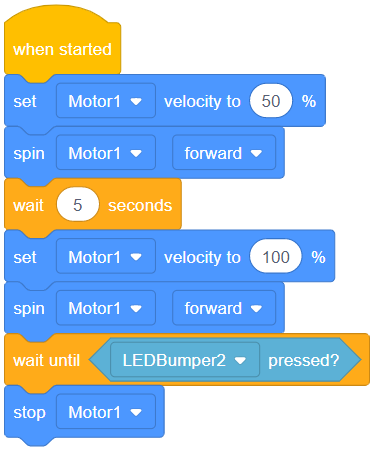 when started
set Motor1 velocity to 50 %
spin Motor1 forward
wait 5 seconds
set Motor1 velocity to 100 %
spin Motor1 forward
wait until LEDBumper2 pressed?
stop Motor1